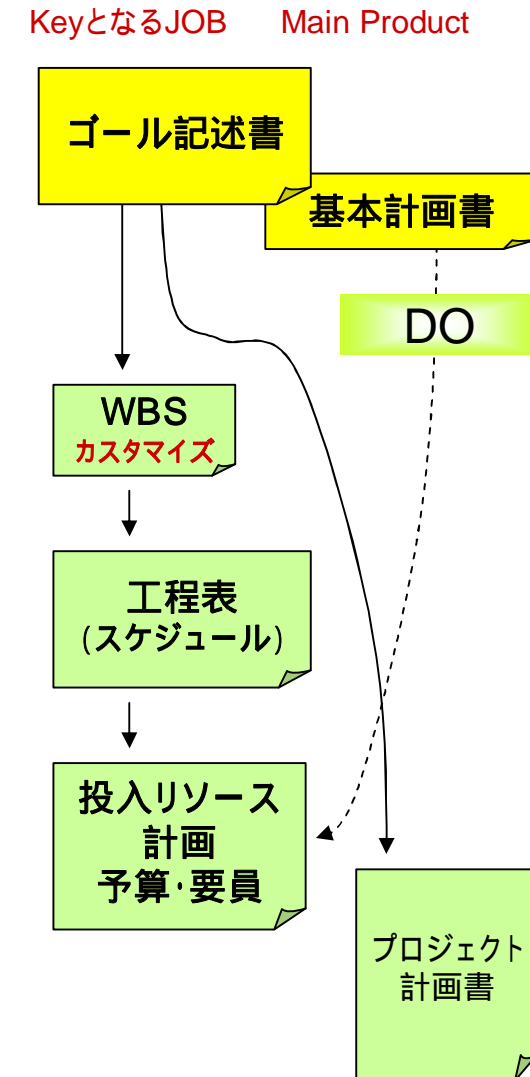 KeyとなるJOB Main Product
ゴール記述書
基本計画書
DO
WBS
カスタマイズ
工程表
(スケジュール)
投入リソース
計画
予算・要員
プロジェクト
計画書